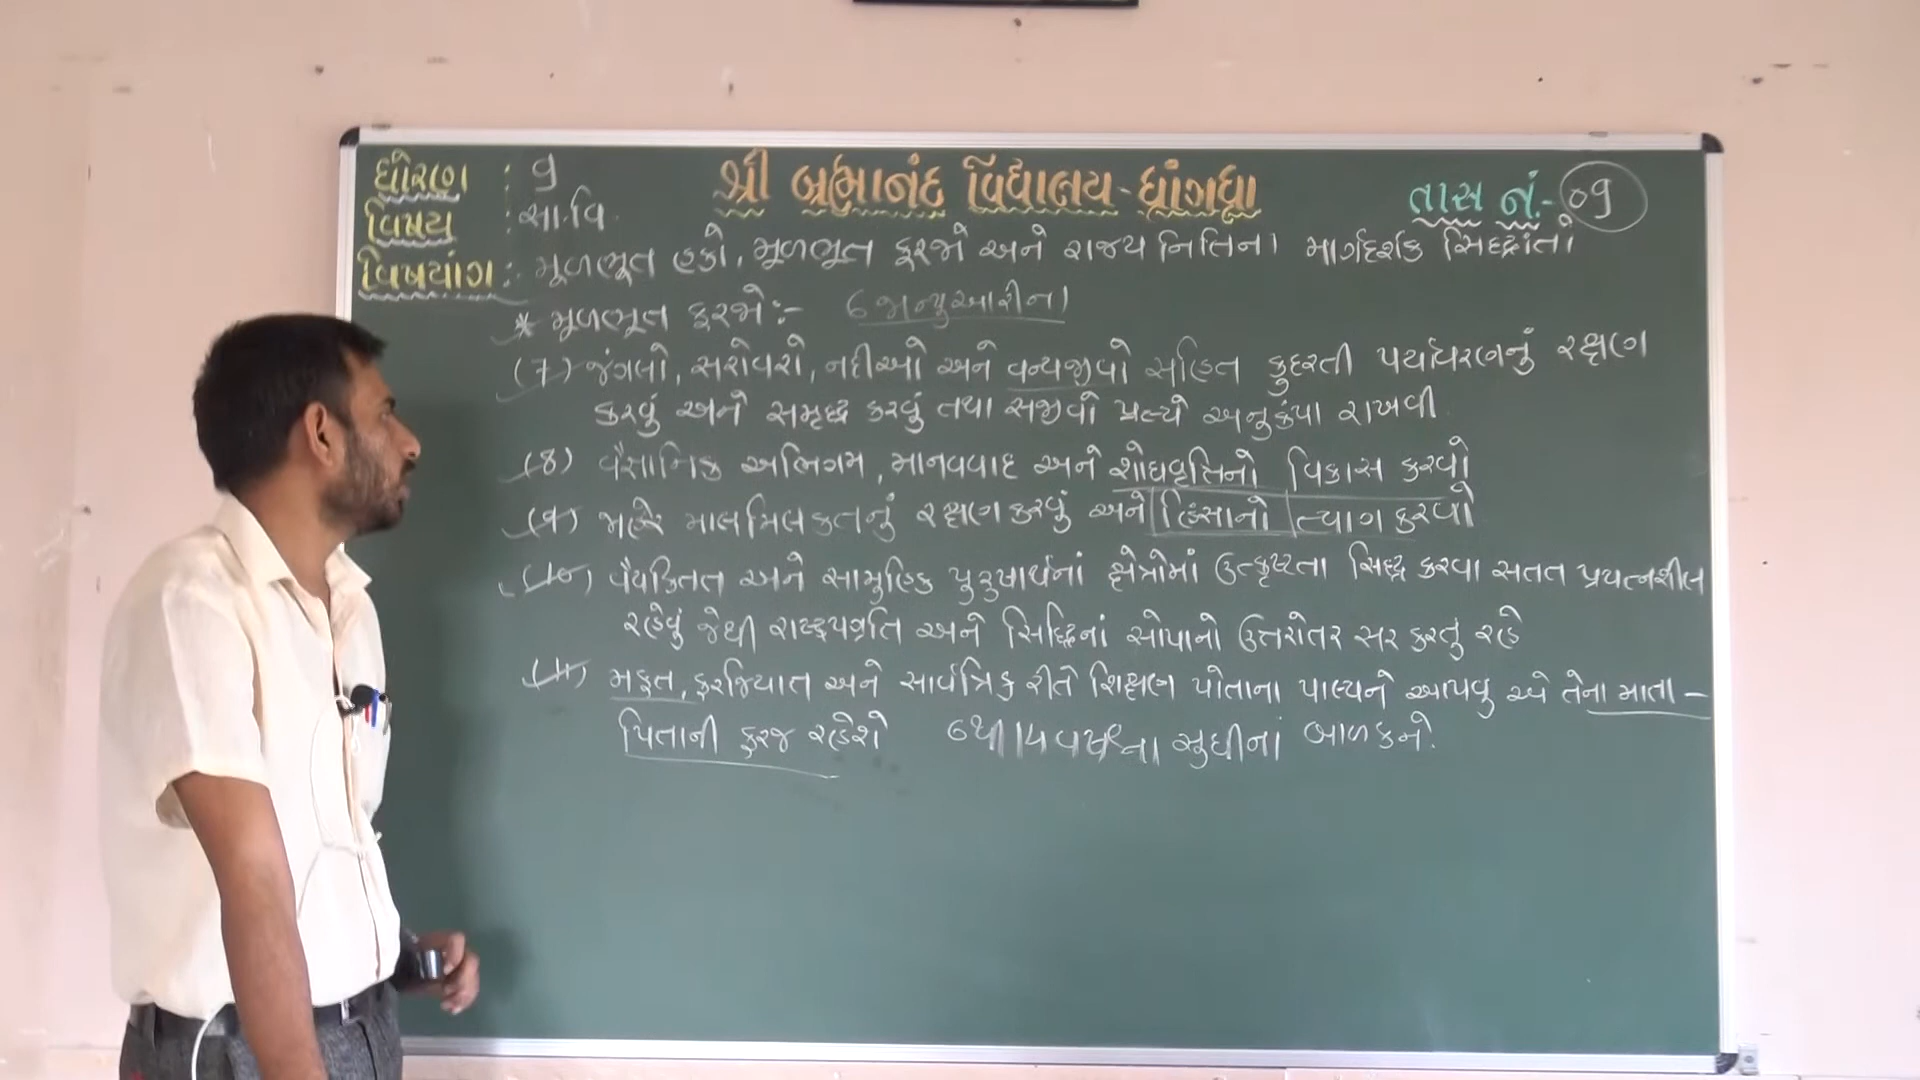 ધોરણ : 9
શ્રી બ્રહ્માનંદ વિદ્યાલય - ધ્રાંગધ્રા
તાસ નં.- 09
વિષય : સા.વિ.
વિષયાંગ : મૂળભૂત હકો, મૂળભૂત ફરજો અને રાજ્ય નિતિના માર્ગદર્શક સિદ્ધાંતો
* મૂળભૂત ફરજો :- 6 જાન્યુઆરીના
(7) જંગલો, સરોવરો, નદીઓ અને વન્યજીવો સહિત કુદરતી પર્યાવરણનું રક્ષણ
કરવું અને સમૃદ્ધ કરવું તથા સજીવો પ્રત્યે અનુકંપા રાખવી
(8) વૈજ્ઞાનિક અભિગમ, માનવવાદ અને શોધવૃત્તિનો વિકાસ કરવો
(9) જાહેર માલમિલકતનું રક્ષણ કરવું અને હિંસાનો ત્યાગ કરવો
(10) વૈયક્તિત અને સામુહિક પુરુષાર્થનાં ક્ષેત્રોમાં ઉત્કૃષ્ટતા સિદ્ધ કરવા સતત પ્રયત્નશીલ
રહેવું જેથી રાષ્ટ્રપ્રગતિ અને સિદ્ધિનાં સોપાનો ઉત્તરોતર સર કરતુ રહે
(11) મફત, ફરજિયાત અને સાર્વત્રિક રીતે શિક્ષણ પોતાના પાલ્યને આપવુ એ તેના માતા -
પિતાની ફરજ રહેશે 6થી 14 વર્ષના સુધીનાં બાળકને.